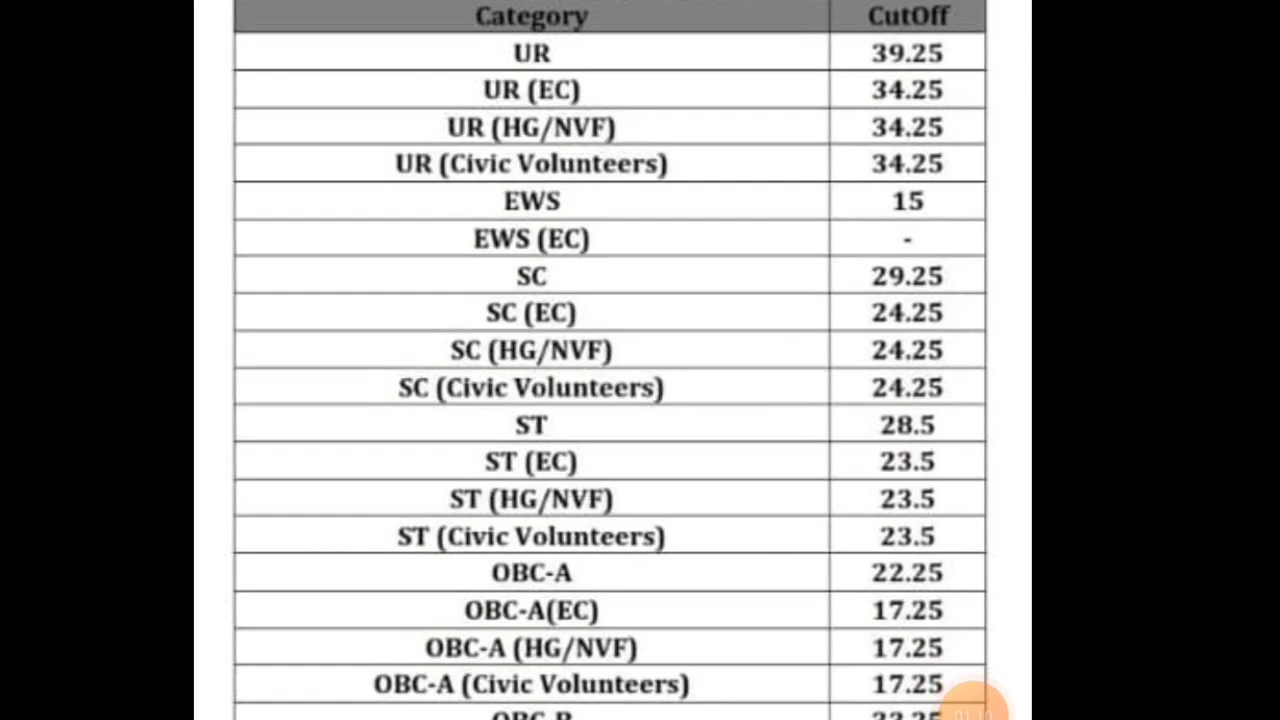 Category CutOff
UR 39.25
UR (EC) 34.25
UR (HG/NVF) 34.25
UR (Civic Volunteers) 34.25
EWS 15
EWS (EC) -
SC 29.25
SC (EC) 24.25
SC (HG/NVF) 24.25
SC (Civic Volunteers) 24.25
ST 28.5
ST (EC) 23.5
ST (HG/NVF) 23.5
ST (Civic Volunteers) 23.5
OBC-A 22.25
OBC-A(EC) 17.25
OBC-A (HG/NVF) 17.25
OBC-A (Civic Volunteers) 17.25